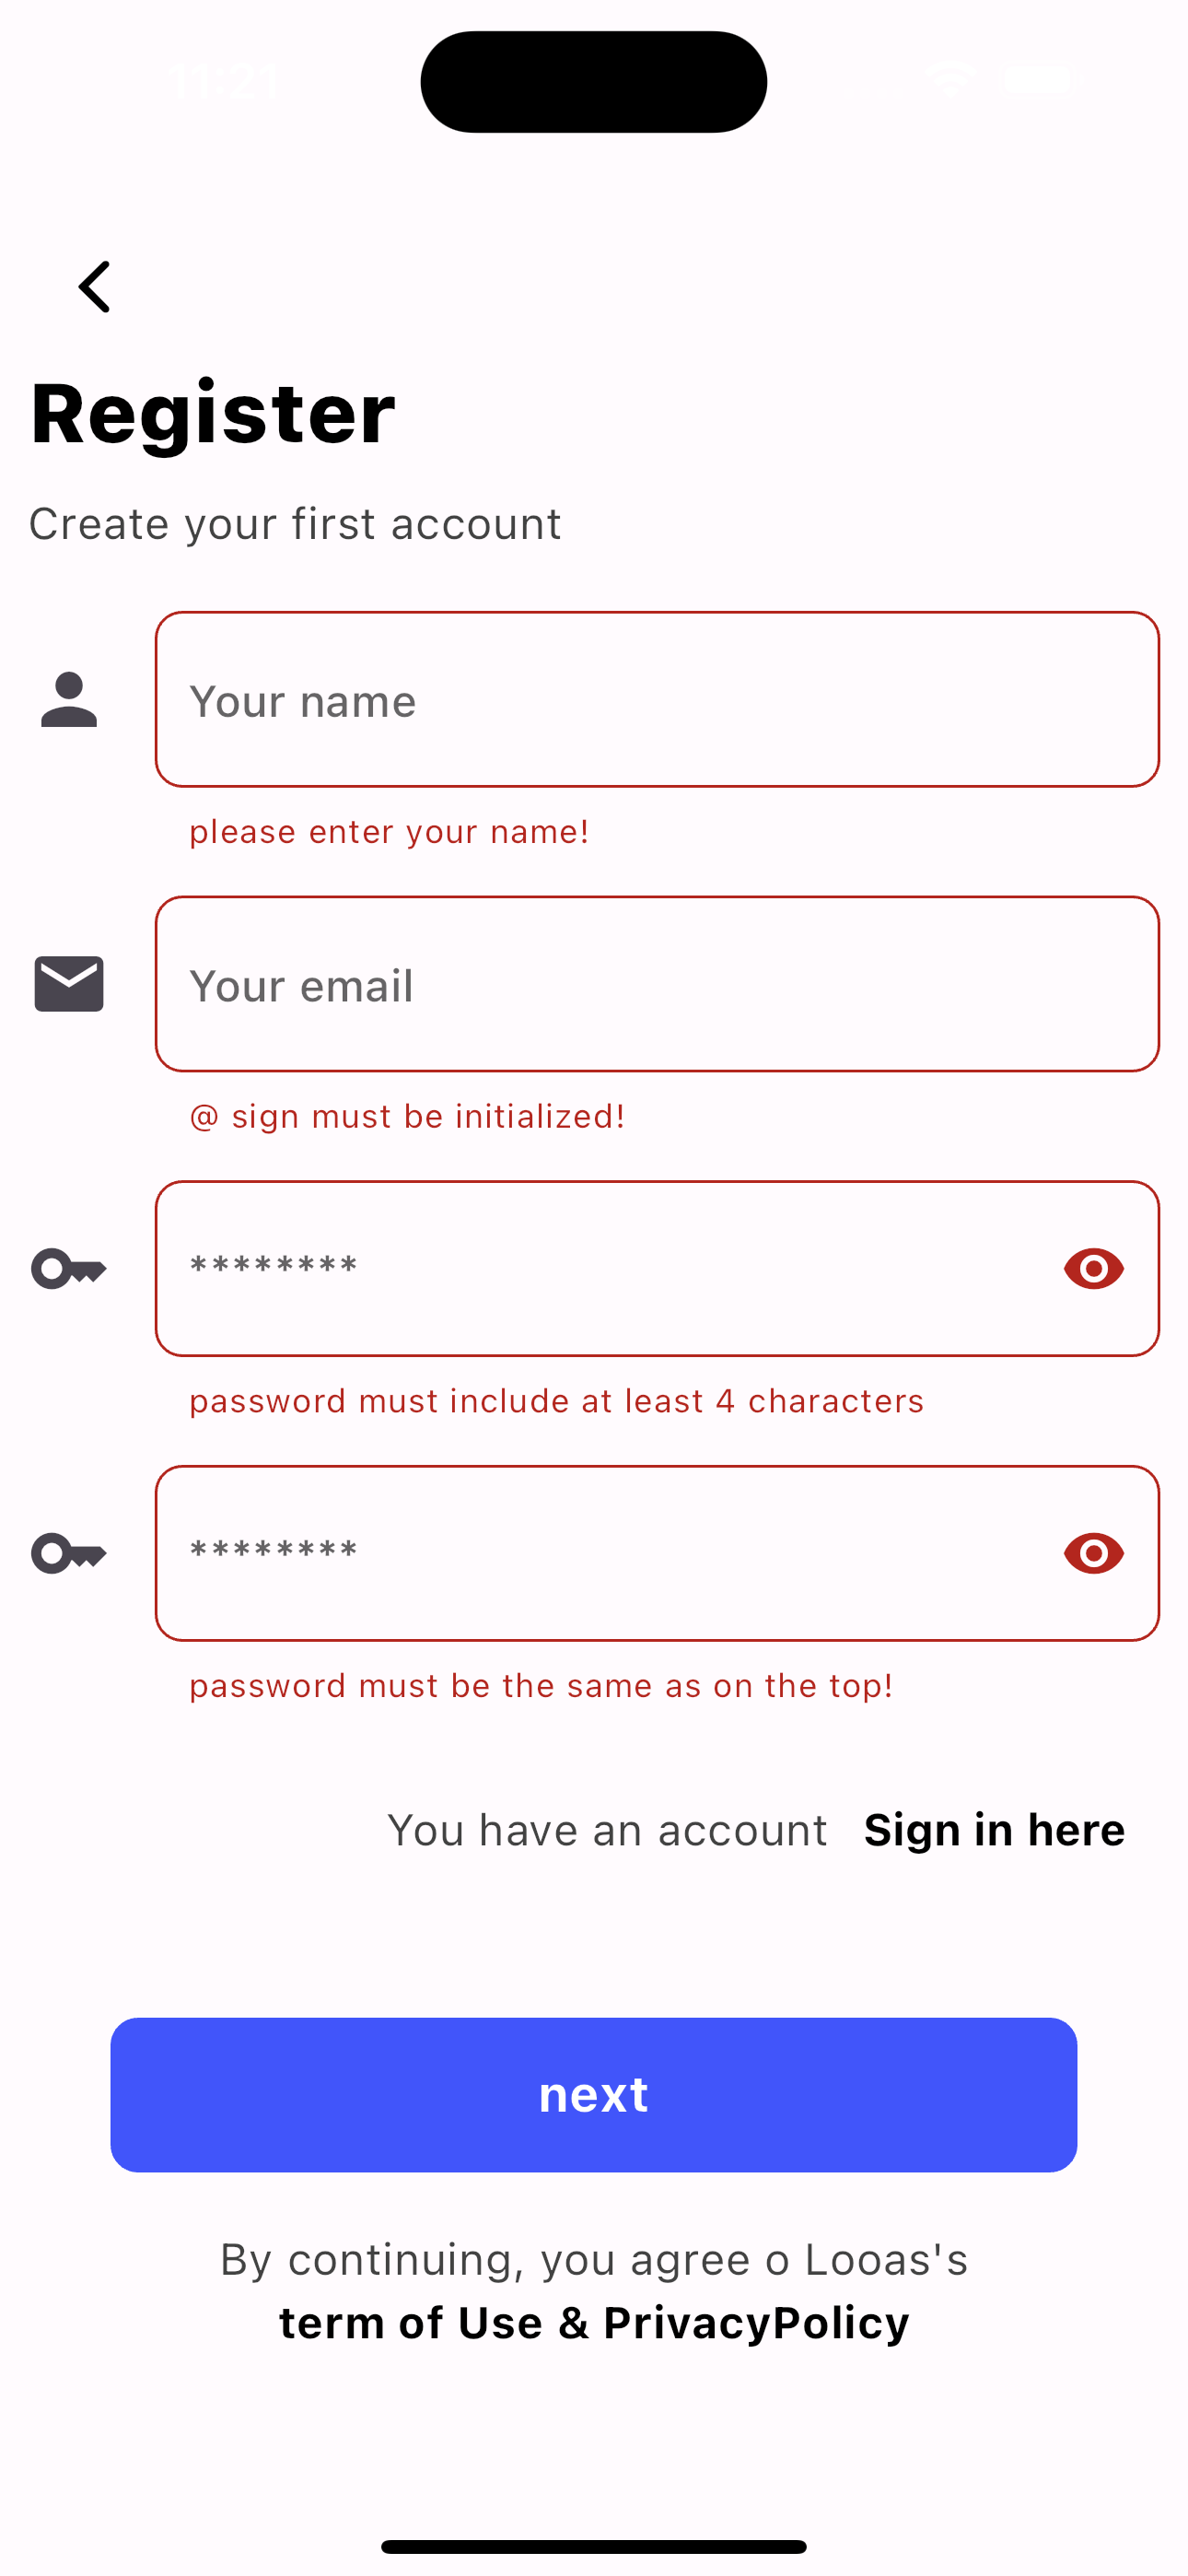 Register
Create your first account
Your name
please enter your name!
Your email
@ sign must be initialized!
********
password must include at least 4 characters
********
password must be the same as on the top!
You have an account Sign in here
next
By continuing, you agree o Looas's
term of Use & PrivacyPolicy